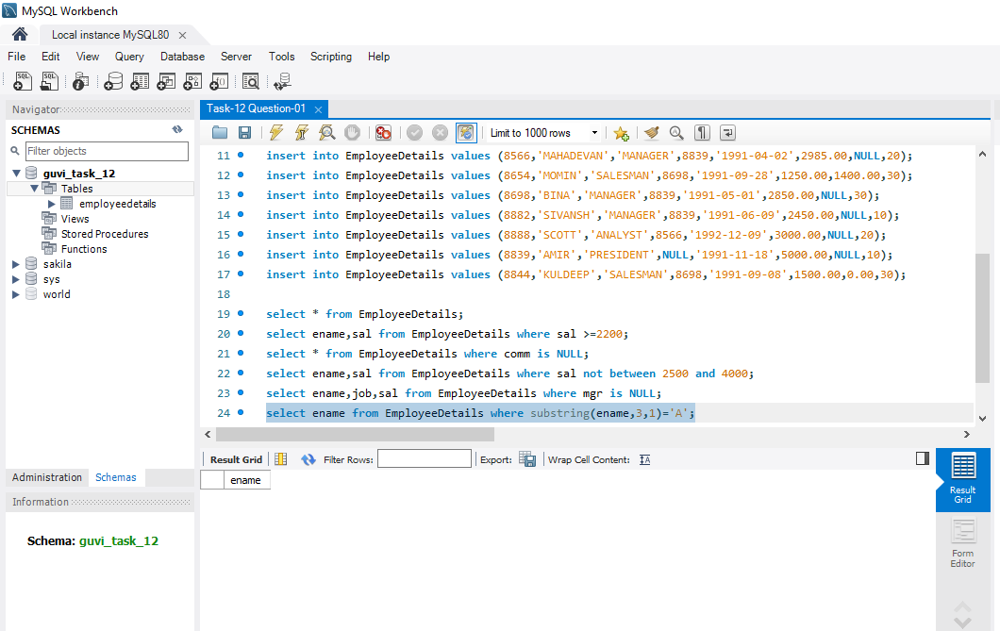 MySQL Workbench
Local instance MySQL80
File Edit View Query Database Server Tools Scripting Help
Navigator
SCHEMAS
Filter objects
guvi_task_12
Tables
employeedetails
Views
Stored Procedures
Functions
sakila
sys
world
Administration Schemas
Information
Schema: guvi_task_12
Task-12 Question-01
Limit to 1000 rows
11 insert into EmployeeDetails values (8566,'MAHADEVAN','MANAGER',8839,'1991-04-02',2985.00,NULL,20);
12 insert into EmployeeDetails values (8654,'MOMIN','SALESMAN',8698,'1991-09-28',1250.00,1400.00,30);
13 insert into EmployeeDetails values (8698,'BINA','MANAGER',8839,'1991-05-01',2850.00,NULL,30);
14 insert into EmployeeDetails values (8882,'SIVANSH','MANAGER',8839,'1991-06-09',2450.00,NULL,10);
15 insert into EmployeeDetails values (8888,'SCOTT','ANALYST',8566,'1992-12-09',3000.00,NULL,20);
16 insert into EmployeeDetails values (8839,'AMIR','PRESIDENT',NULL,'1991-11-18',5000.00,NULL,10);
17 insert into EmployeeDetails values (8844,'KULDEEP','SALESMAN',8698,'1991-09-08',1500.00,0.00,30);
18
19 select * from EmployeeDetails;
20 select ename,sal from EmployeeDetails where sal >=2200;
21 select * from EmployeeDetails where comm is NULL;
22 select ename,sal from EmployeeDetails where sal not between 2500 and 4000;
23 select ename,job,sal from EmployeeDetails where mgr is NULL;
24 select ename from EmployeeDetails where substring(ename,3,1)='A';
Result Grid Filter Rows: Export: Wrap Cell Content:
ename
Result
Grid
Form
Editor